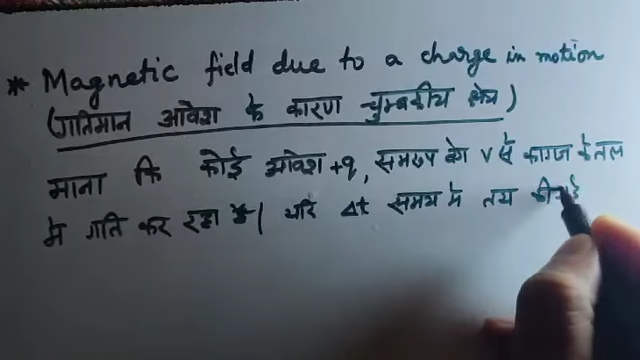 * Magnetic field due to a charge in motion
(गतिमान आवेश के कारण चुम्बकीय क्षेत्र)
माना कि कोई आवेश +q, समरूप वेग v से कागज के तल
मे गति कर रहा है। यदि Δt समय मे तय